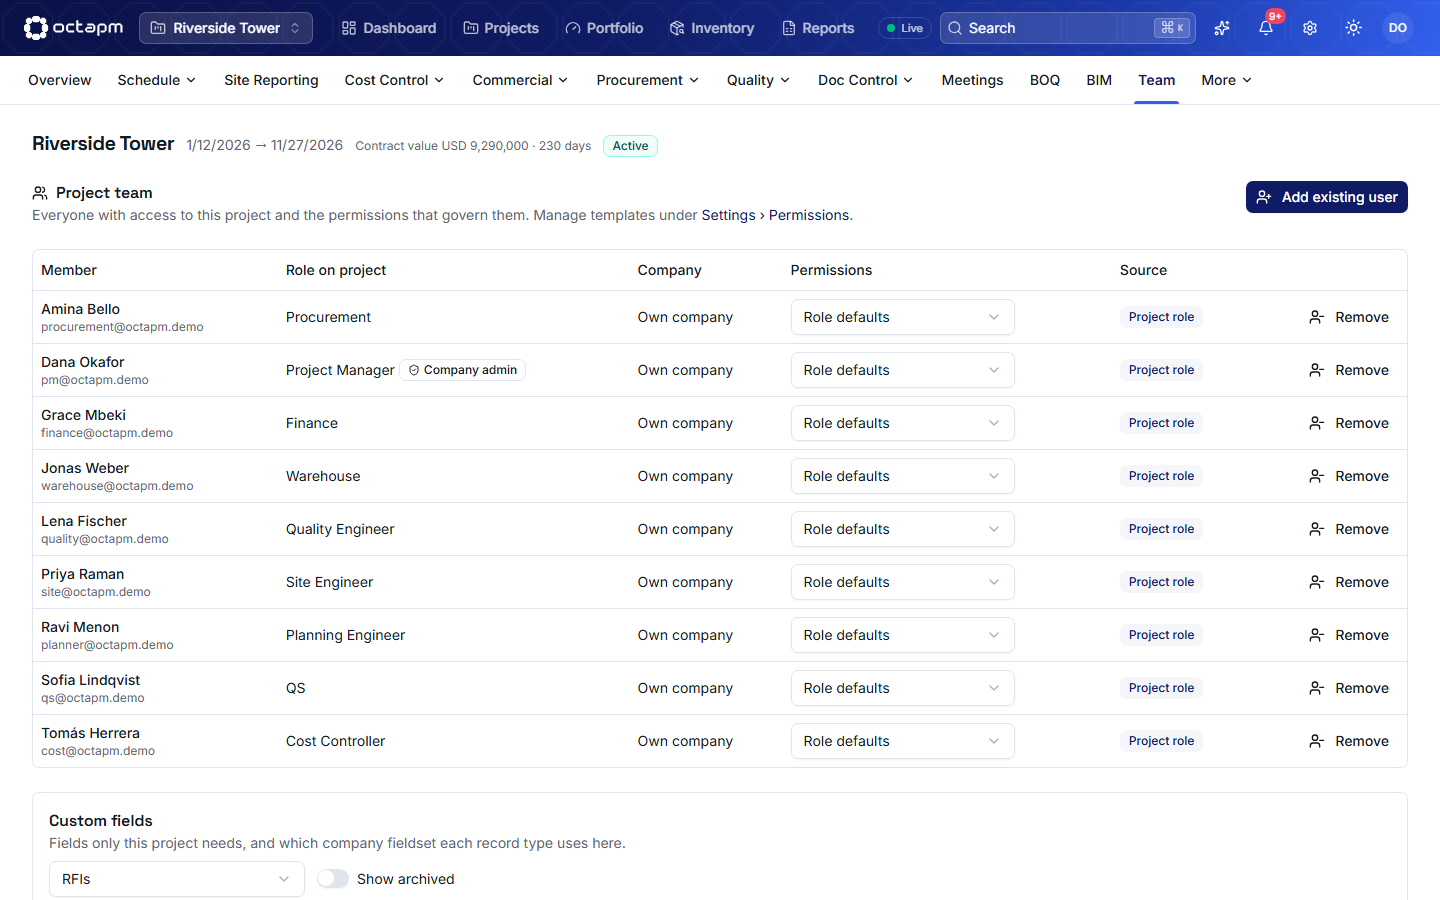 octapm Riverside Tower Dashboard Projects Portfolio Inventory Reports Live Search ⌘ K 9+ DO
Overview Schedule Site Reporting Cost Control Commercial Procurement Quality Doc Control Meetings BOQ BIM Team More
Riverside Tower 1/12/2026 → 11/27/2026 Contract value USD 9,290,000 · 230 days Active
Project team
Everyone with access to this project and the permissions that govern them. Manage templates under Settings › Permissions.
Add existing user
Member Role on project Company Permissions Source
Amina Bello
procurement@octapm.demo
Procurement Own company Role defaults Project role Remove
Dana Okafor
pm@octapm.demo
Project Manager Company admin Own company Role defaults Project role Remove
Grace Mbeki
finance@octapm.demo
Finance Own company Role defaults Project role Remove
Jonas Weber
warehouse@octapm.demo
Warehouse Own company Role defaults Project role Remove
Lena Fischer
quality@octapm.demo
Quality Engineer Own company Role defaults Project role Remove
Priya Raman
site@octapm.demo
Site Engineer Own company Role defaults Project role Remove
Ravi Menon
planner@octapm.demo
Planning Engineer Own company Role defaults Project role Remove
Sofia Lindqvist
qs@octapm.demo
QS Own company Role defaults Project role Remove
Tomás Herrera
cost@octapm.demo
Cost Controller Own company Role defaults Project role Remove
Custom fields
Fields only this project needs, and which company fieldset each record type uses here.
RFIs Show archived